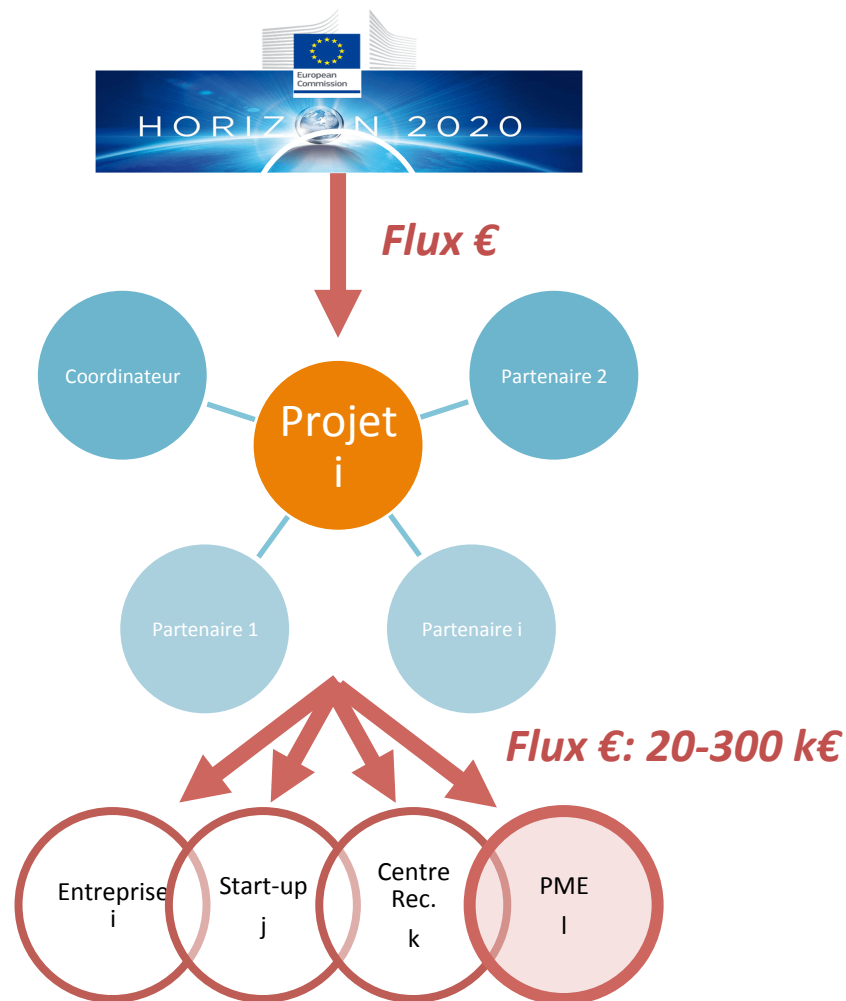 European
Commission
HORIZON 2020
Flux €
Coordinateur
Partenaire 2
Projet
i
Partenaire 1
Partenaire i
Flux €: 20-300 k€
Entreprise
i
Start-up
j
Centre
Rec.
k
PME
l